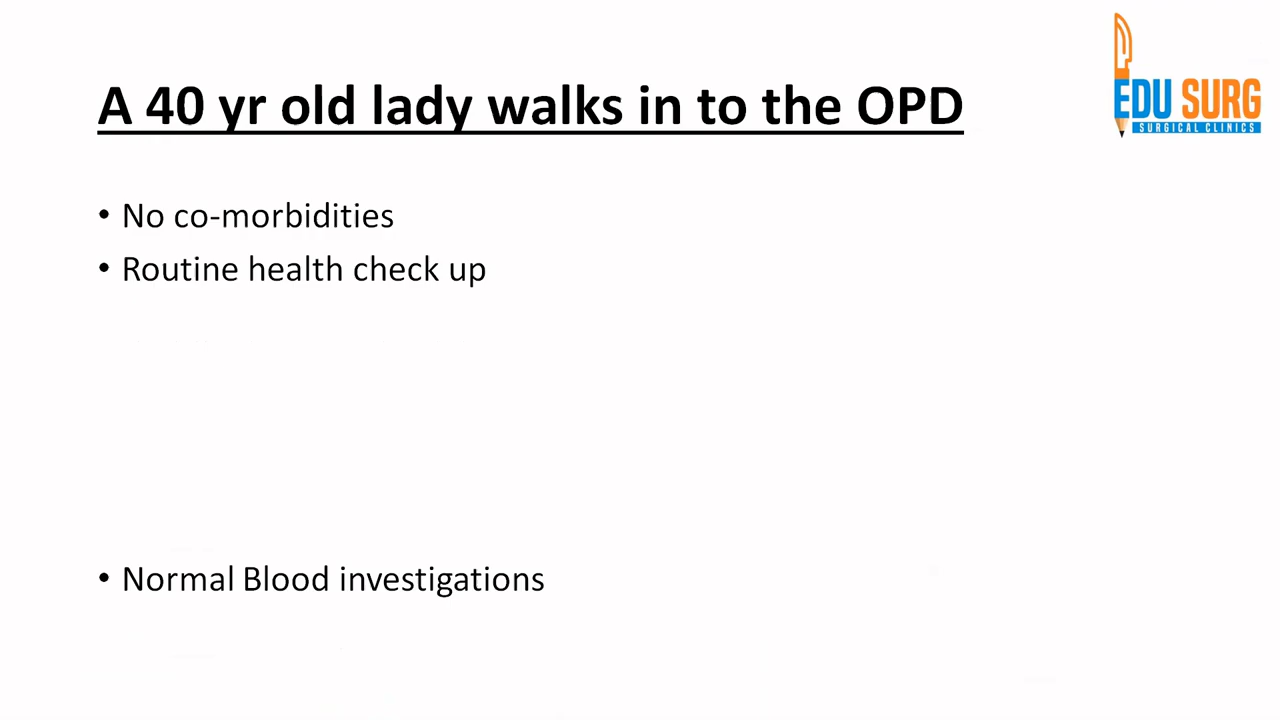 A 40 yr old lady walks in to the OPD
EDU SURG
SURGICAL CLINICS
• No co-morbidities
• Routine health check up
• Normal Blood investigations